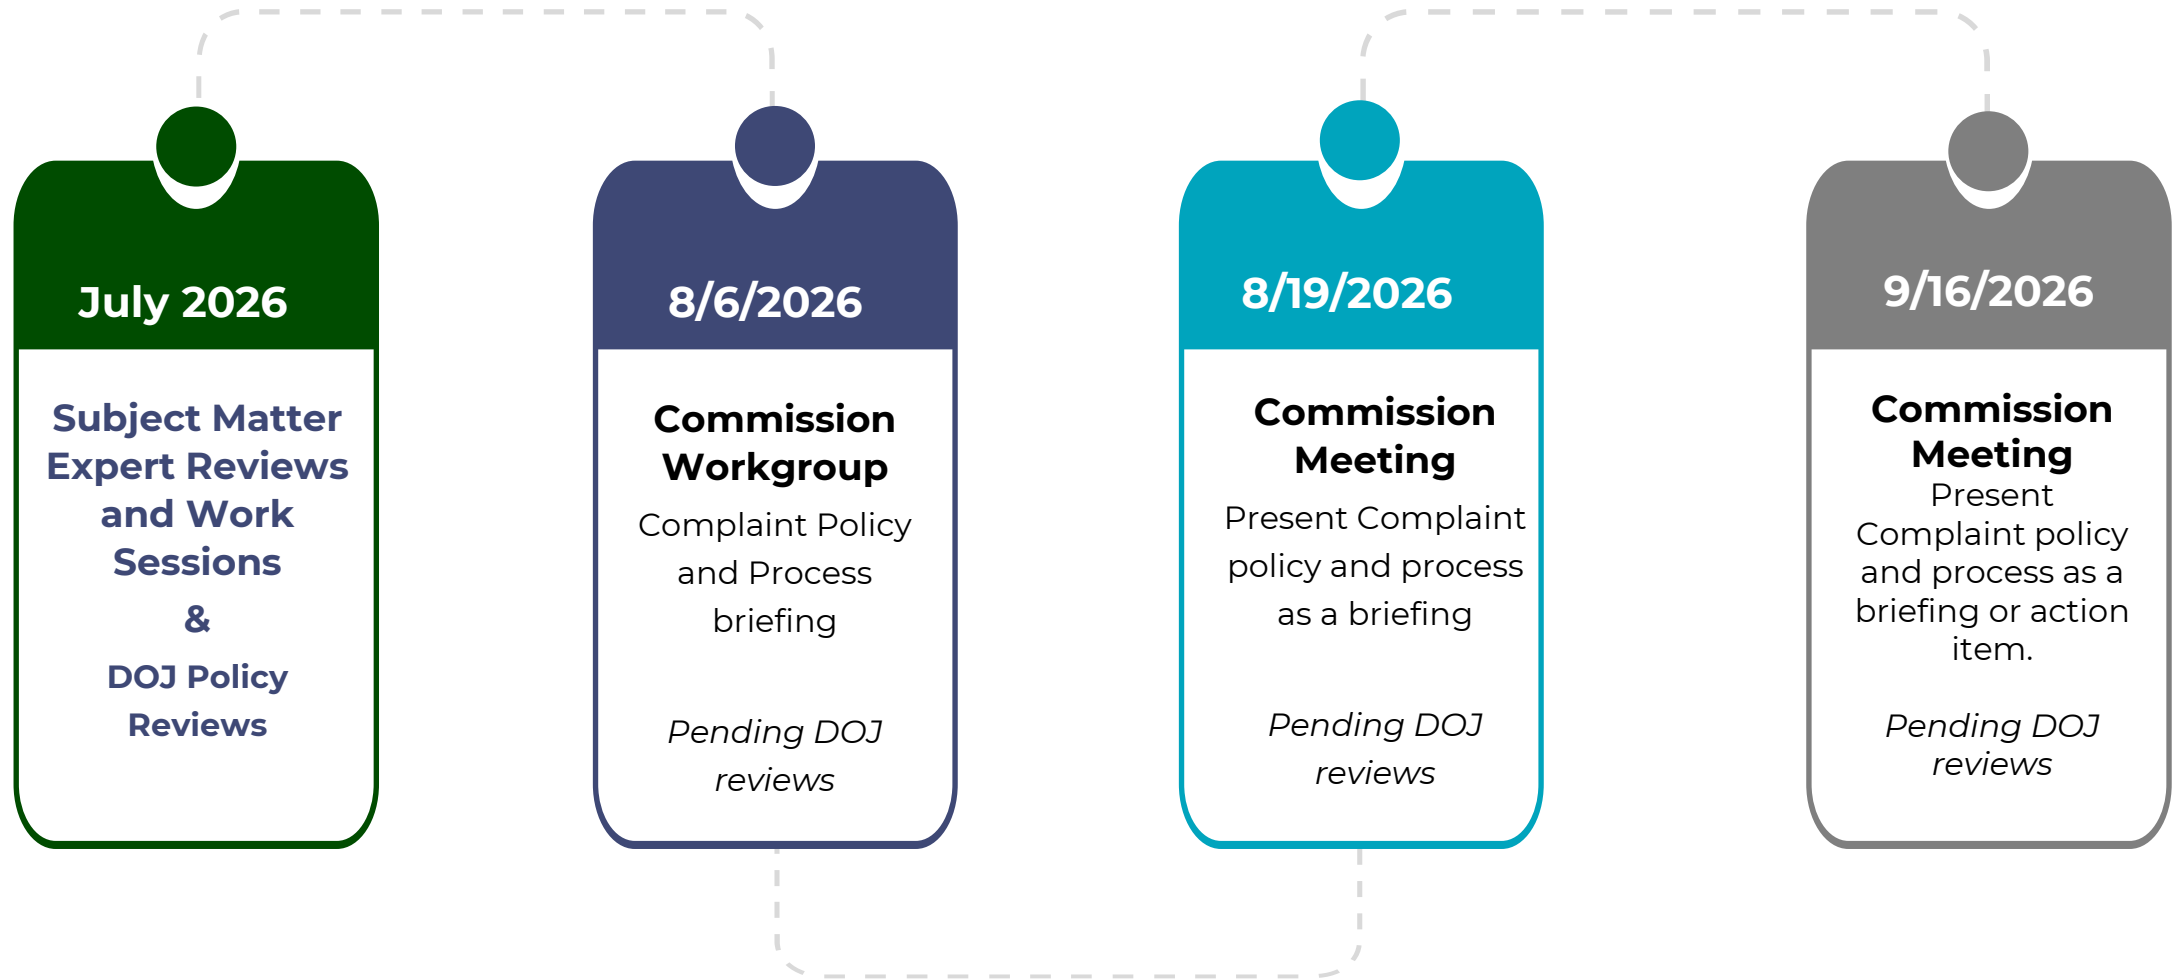 July 2026
Subject Matter
Expert Reviews
and Work
Sessions
&
DOJ Policy
Reviews
8/6/2026
Commission
Workgroup
Complaint Policy
and Process
briefing
Pending DOJ
reviews
8/19/2026
Commission
Meeting
Present Complaint
policy and process
as a briefing
Pending DOJ
reviews
9/16/2026
Commission
Meeting
Present
Complaint policy
and process as a
briefing or action
item.
Pending DOJ
reviews